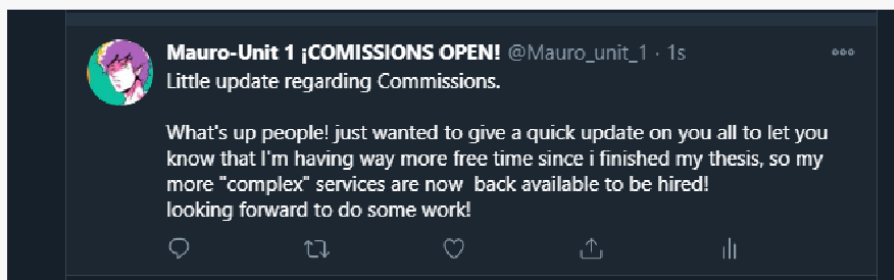 Mauro-Unit 1 ¡COMISSIONS OPEN! @Mauro_unit_1 · 1s
Little update regarding Commissions.
What's up people! just wanted to give a quick update on you all to let you
know that I'm having way more free time since i finished my thesis, so my
more "complex" services are now back available to be hired!
looking forward to do some work!